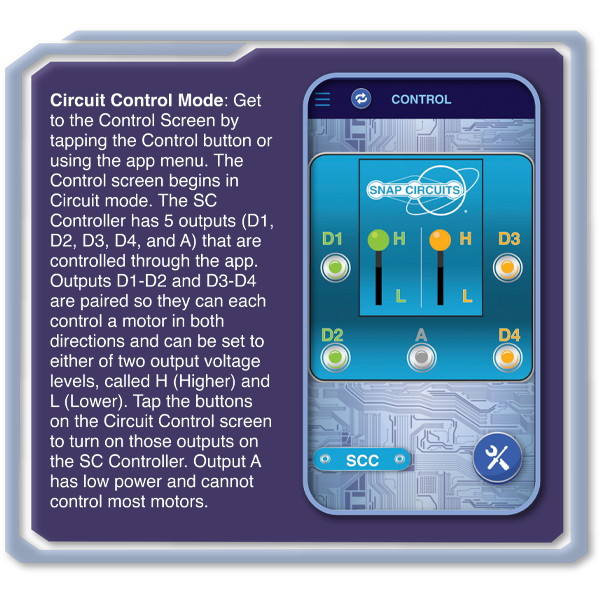 Circuit Control Mode: Get
to the Control Screen by
tapping the Control button or
using the app menu. The
Control screen begins in
Circuit mode. The SC
Controller has 5 outputs (D1,
D2, D3, D4, and A) that are
controlled through the app.
Outputs D1-D2 and D3-D4
are paired so they can each
control a motor in both
directions and can be set to
either of two output voltage
levels, called H (Higher) and
L (Lower). Tap the buttons
on the Circuit Control screen
to turn on those outputs on
the SC Controller. Output A
has low power and cannot
control most motors.
CONTROL
SNAP CIRCUITS®
D1 H H D3
L L
D2 A D4
SCC